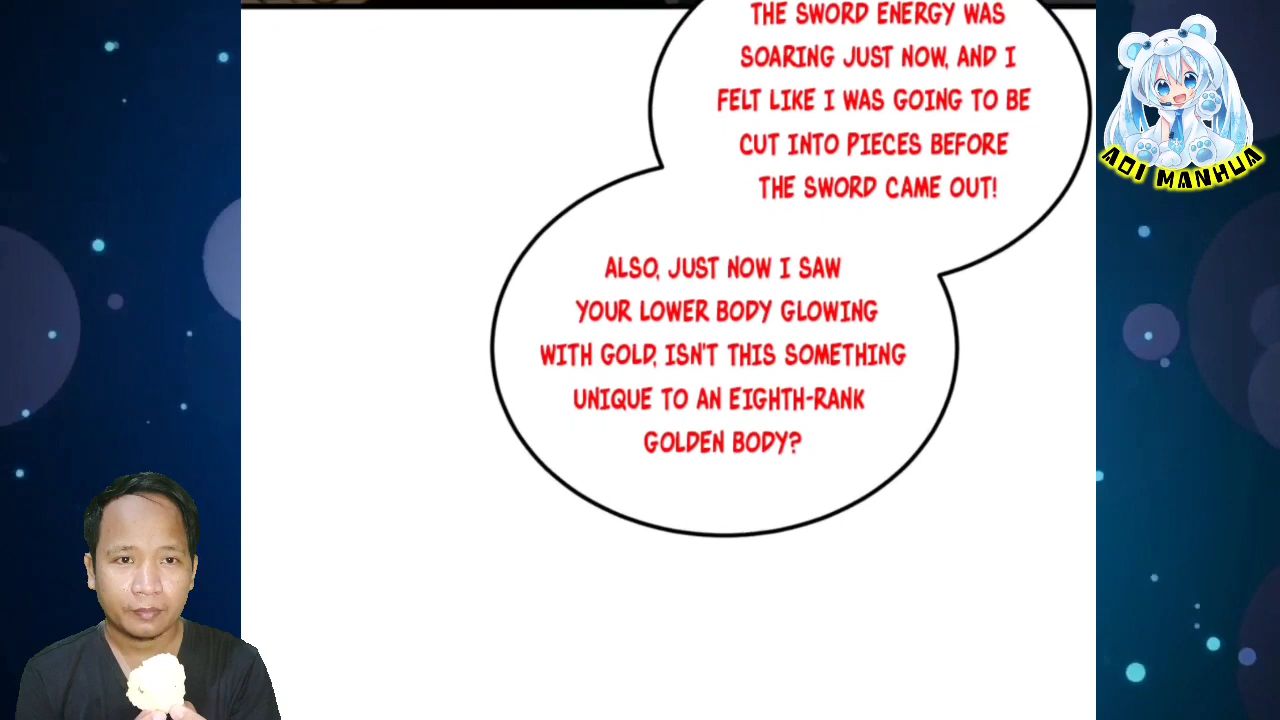 THE SWORD ENERGY WAS
SOARING JUST NOW, AND I
FELT LIKE I WAS GOING TO BE
CUT INTO PIECES BEFORE
THE SWORD CAME OUT!
ALSO, JUST NOW I SAW
YOUR LOWER BODY GLOWING
WITH GOLD, ISN'T THIS SOMETHING
UNIQUE TO AN EIGHTH-RANK
GOLDEN BODY?
AOI MANHUA